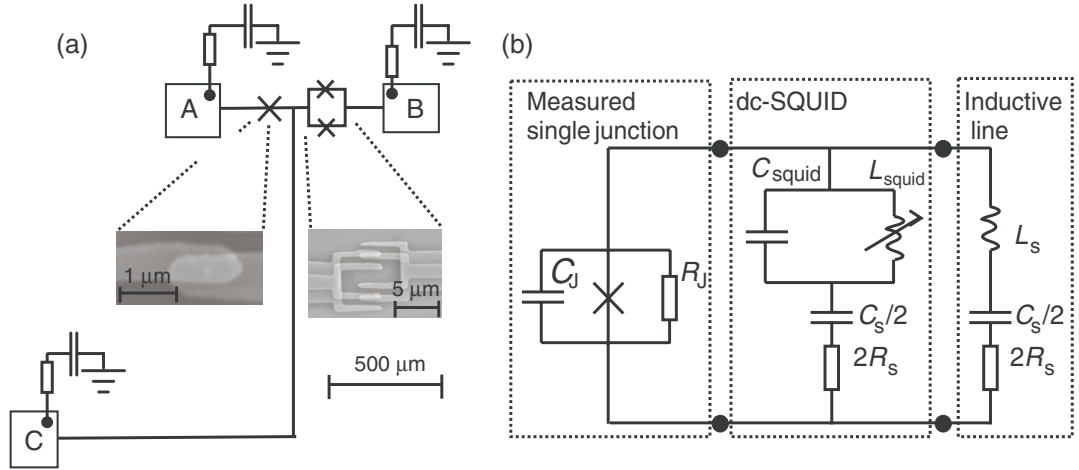 (a)
A
B
1 μm
5 μm
500 μm
C
(b)
Measured
single junction
dc-SQUID
Inductive
line
C_squid
L_squid
C_J
R_J
L_s
C_s/2
C_s/2
2R_s
2R_s